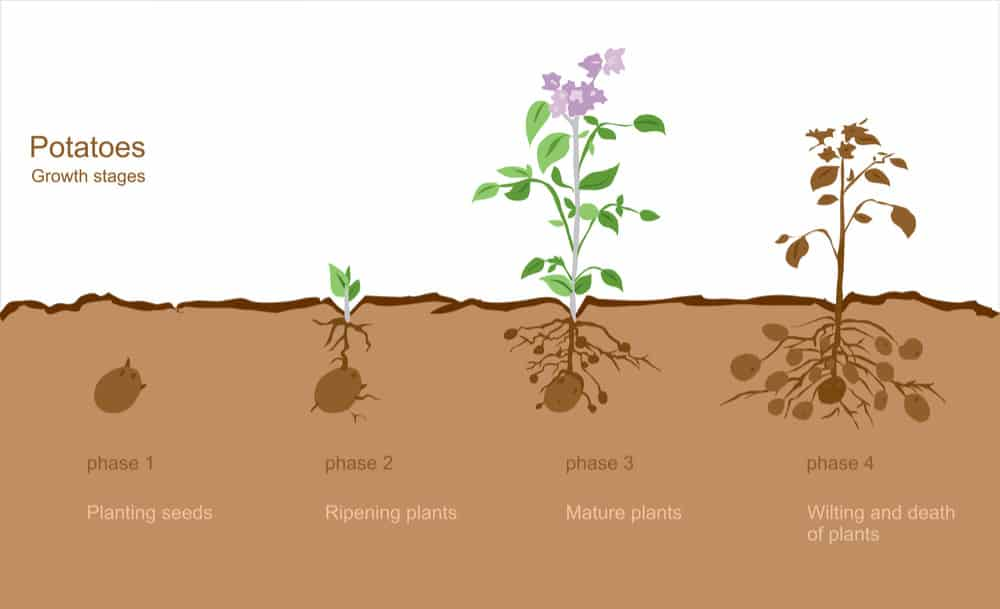 Potatoes
Growth stages
phase 1
Planting seeds
phase 2
Ripening plants
phase 3
Mature plants
phase 4
Wilting and death
of plants